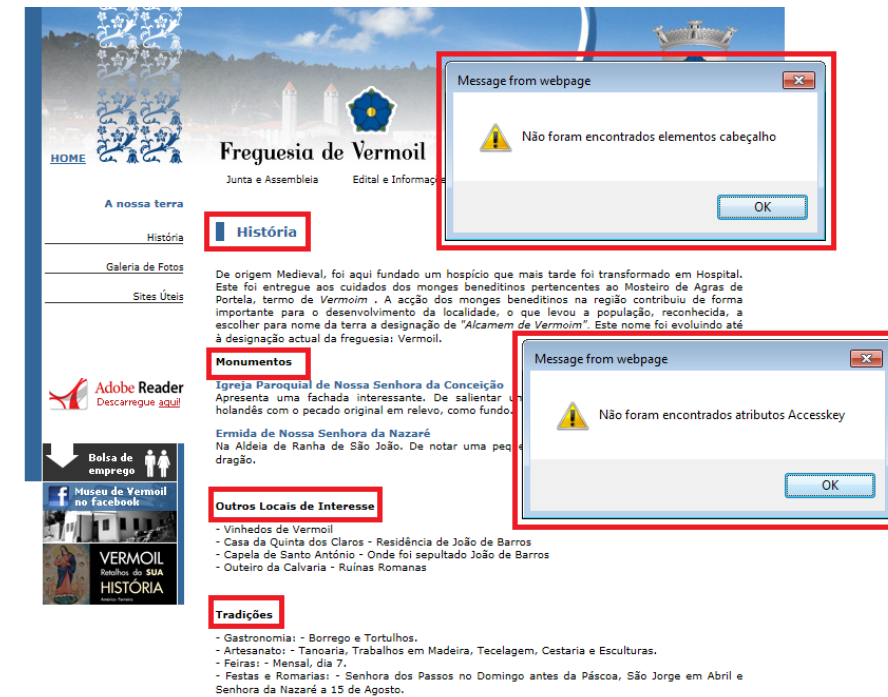 Message from webpage
Não foram encontrados elementos cabeçalho
OK
HOME
Freguesia de Vermoil
Junta e Assembleia Edital e
A nossa terra
História
Galeria de Fotos
Sites Úteis
Adobe Reader
Descarregue aqui!
Bolsa de
emprego
Museu de Vermoil
no facebook
VERMOIL
Retalhos da SUA
HISTÓRIA
História
De origem Medieval, foi aqui fundado um hospício que mais tarde foi transformado em Hospital.
Este foi entregue aos cuidados dos monges beneditinos pertencentes ao Mosteiro de Agras de
Portela, termo de Vermoim . A acção dos monges beneditinos na região contribuiu de forma
importante para o desenvolvimento da localidade, o que levou a população, reconhecida, a
escolher para nome da terra a designação de "Alcamem de Vermoim". Este nome foi evoluindo até
à designação actual da freguesia: Vermoil.
Message from webpage
Não foram encontrados atributos Accesskey
OK
Monumentos
Igreja Paroquial de Nossa Senhora da Conceição
Apresenta uma fachada interessante. De salientar
holandês com o pecado original em relevo, como fundo.
Ermida de Nossa Senhora da Nazaré
Na Aldeia de Ranha de São João. De notar uma
dragão.
Outros Locais de Interesse
- Vinhedos de Vermoil
- Casa da Quinta dos Claros - Residência de João de Barros
- Capela de Santo António - Onde foi sepultado João de Barros
- Outeiro da Calvaria - Ruínas Romanas
Tradições
- Gastronomia: - Borrego e Tortulhos.
- Artesanato: - Tanoaria, Trabalhos em Madeira, Tecelagem, Cestaria e Esculturas.
- Feiras: - Mensal, dia 7.
- Festas e Romarias: - Senhora dos Passos no Domingo antes da Páscoa, São Jorge em Abril e
Senhora da Nazaré a 15 de Agosto.